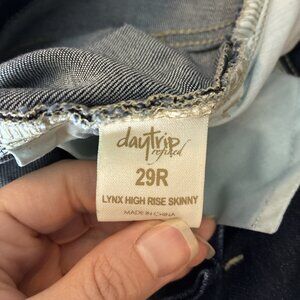 daytrip
refined
29R
LYNX HIGH RISE SKINNY
MADE IN CHINA